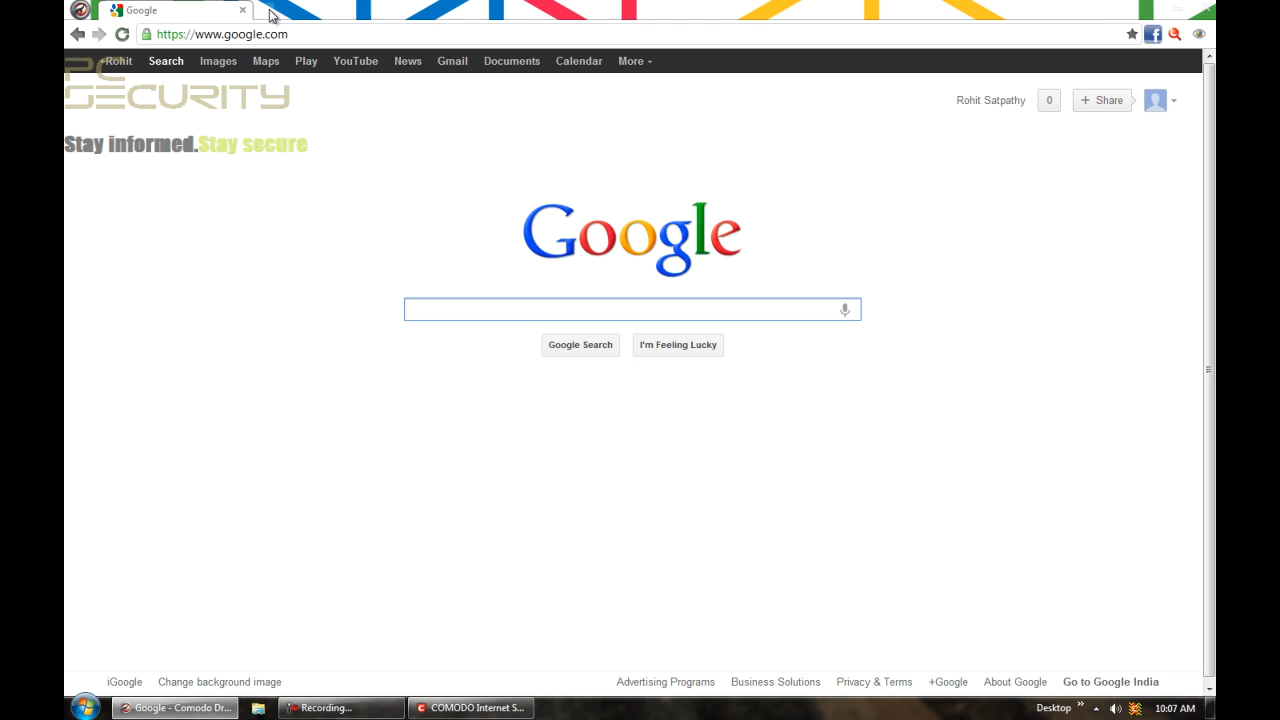 Google
https://www.google.com
+Rohit Search Images Maps Play YouTube News Gmail Documents Calendar More
PC
SECURITY
Rohit Satpathy 0 + Share
Stay informed.Stay secure
Google
Google Search I'm Feeling Lucky
iGoogle Change background image Advertising Programs Business Solutions Privacy & Terms +Google About Google Go to Google India
Google - Comodo Dr... Recording... COMODO Internet S... Desktop 10:07 AM